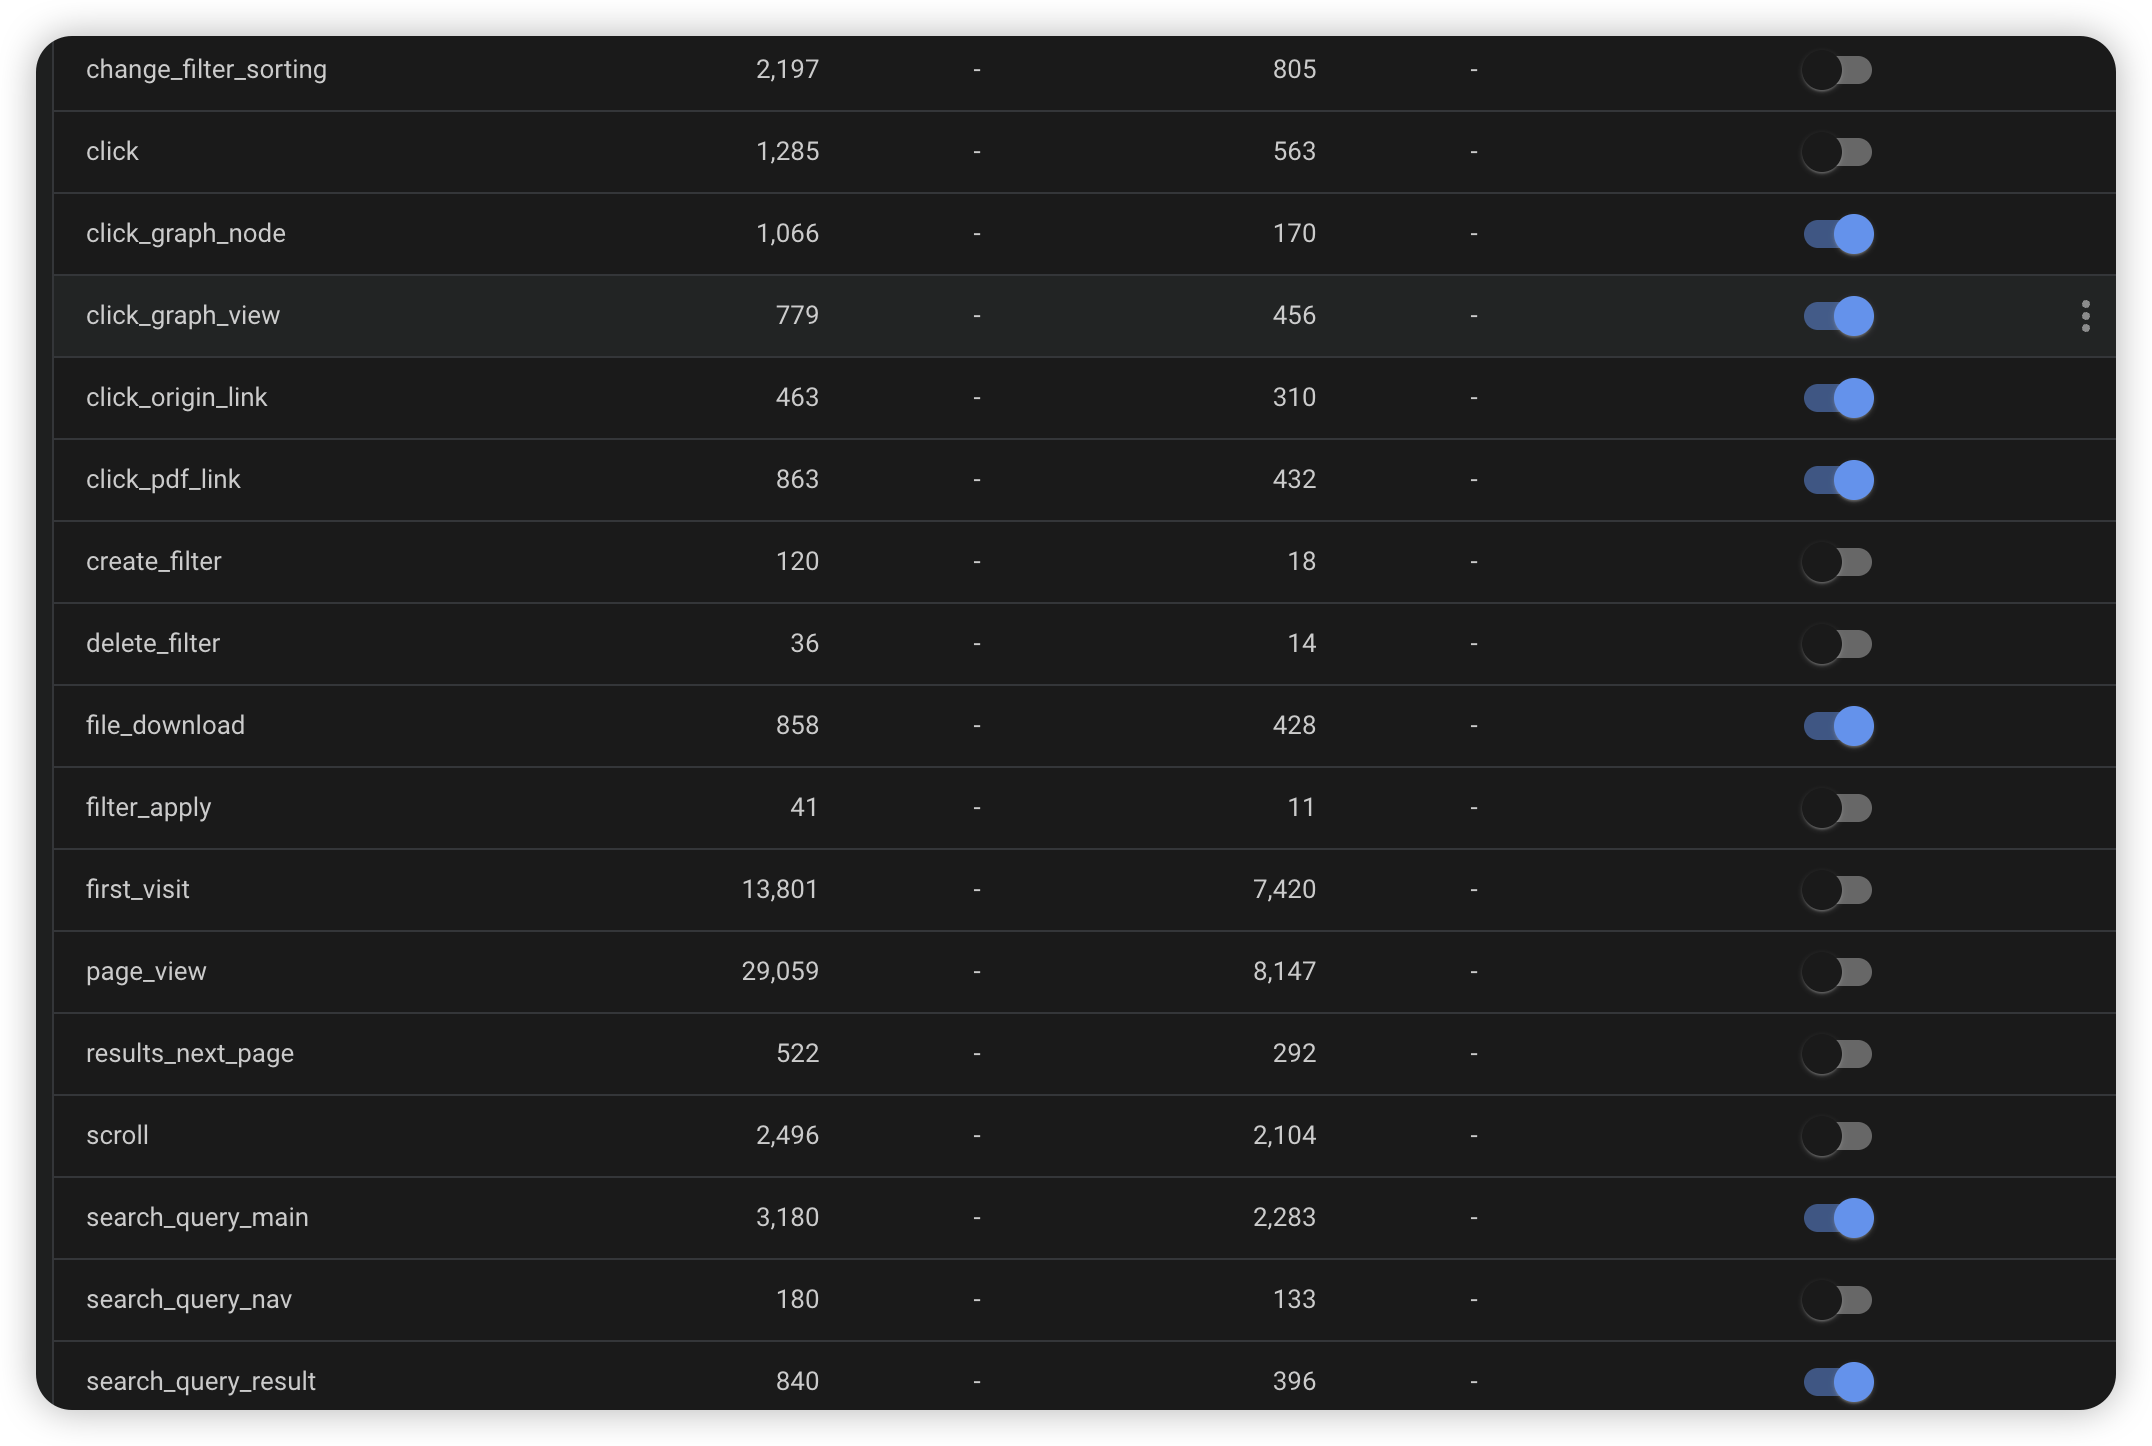 change_filter_sorting 2,197 - 805 -
click 1,285 - 563 -
click_graph_node 1,066 - 170 -
click_graph_view 779 - 456 -
click_origin_link 463 - 310 -
click_pdf_link 863 - 432 -
create_filter 120 - 18 -
delete_filter 36 - 14 -
file_download 858 - 428 -
filter_apply 41 - 11 -
first_visit 13,801 - 7,420 -
page_view 29,059 - 8,147 -
results_next_page 522 - 292 -
scroll 2,496 - 2,104 -
search_query_main 3,180 - 2,283 -
search_query_nav 180 - 133 -
search_query_result 840 - 396 -